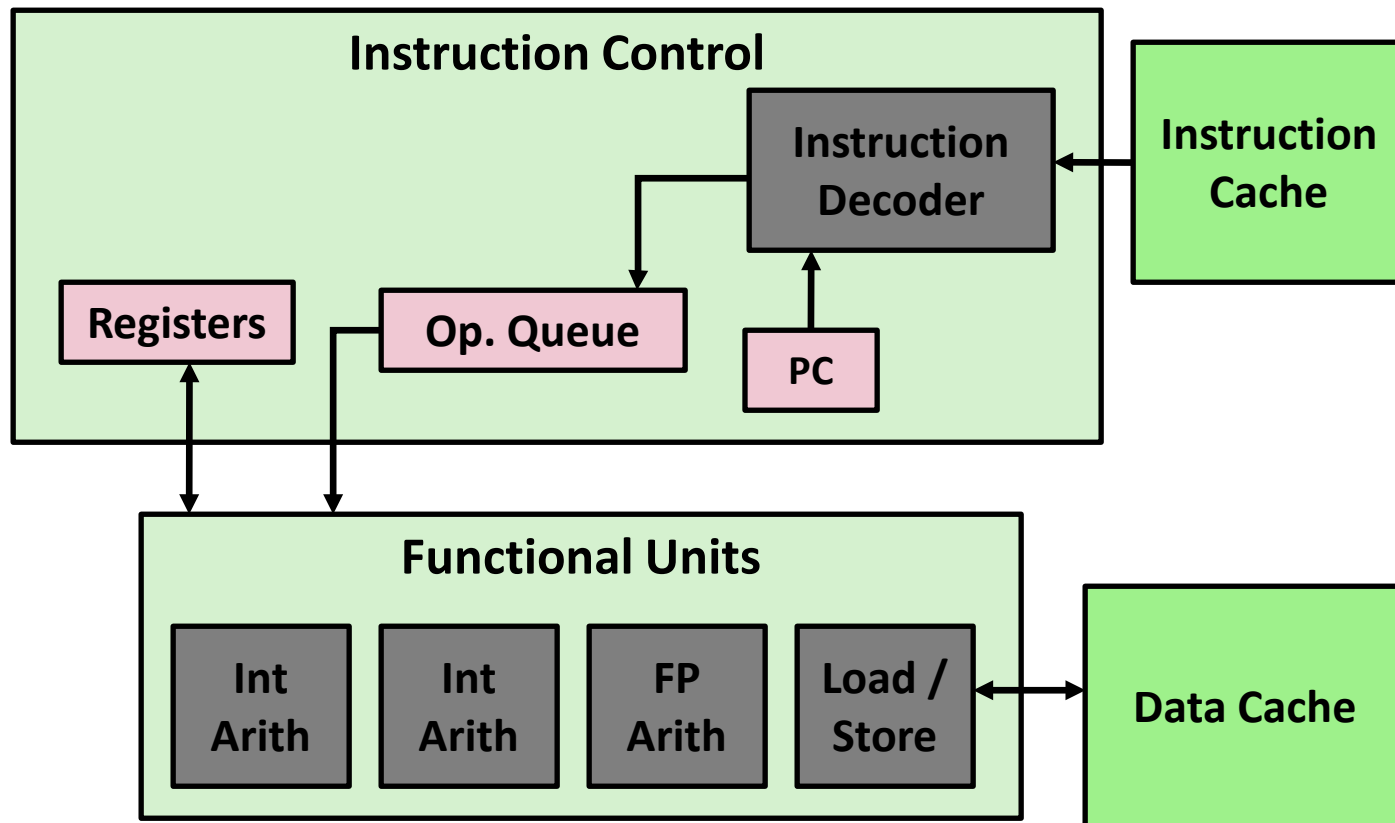 Instruction Control
Instruction
Decoder
Instruction
Cache
Registers
Op. Queue
PC
Functional Units
Int
Arith
Int
Arith
FP
Arith
Load /
Store
Data Cache